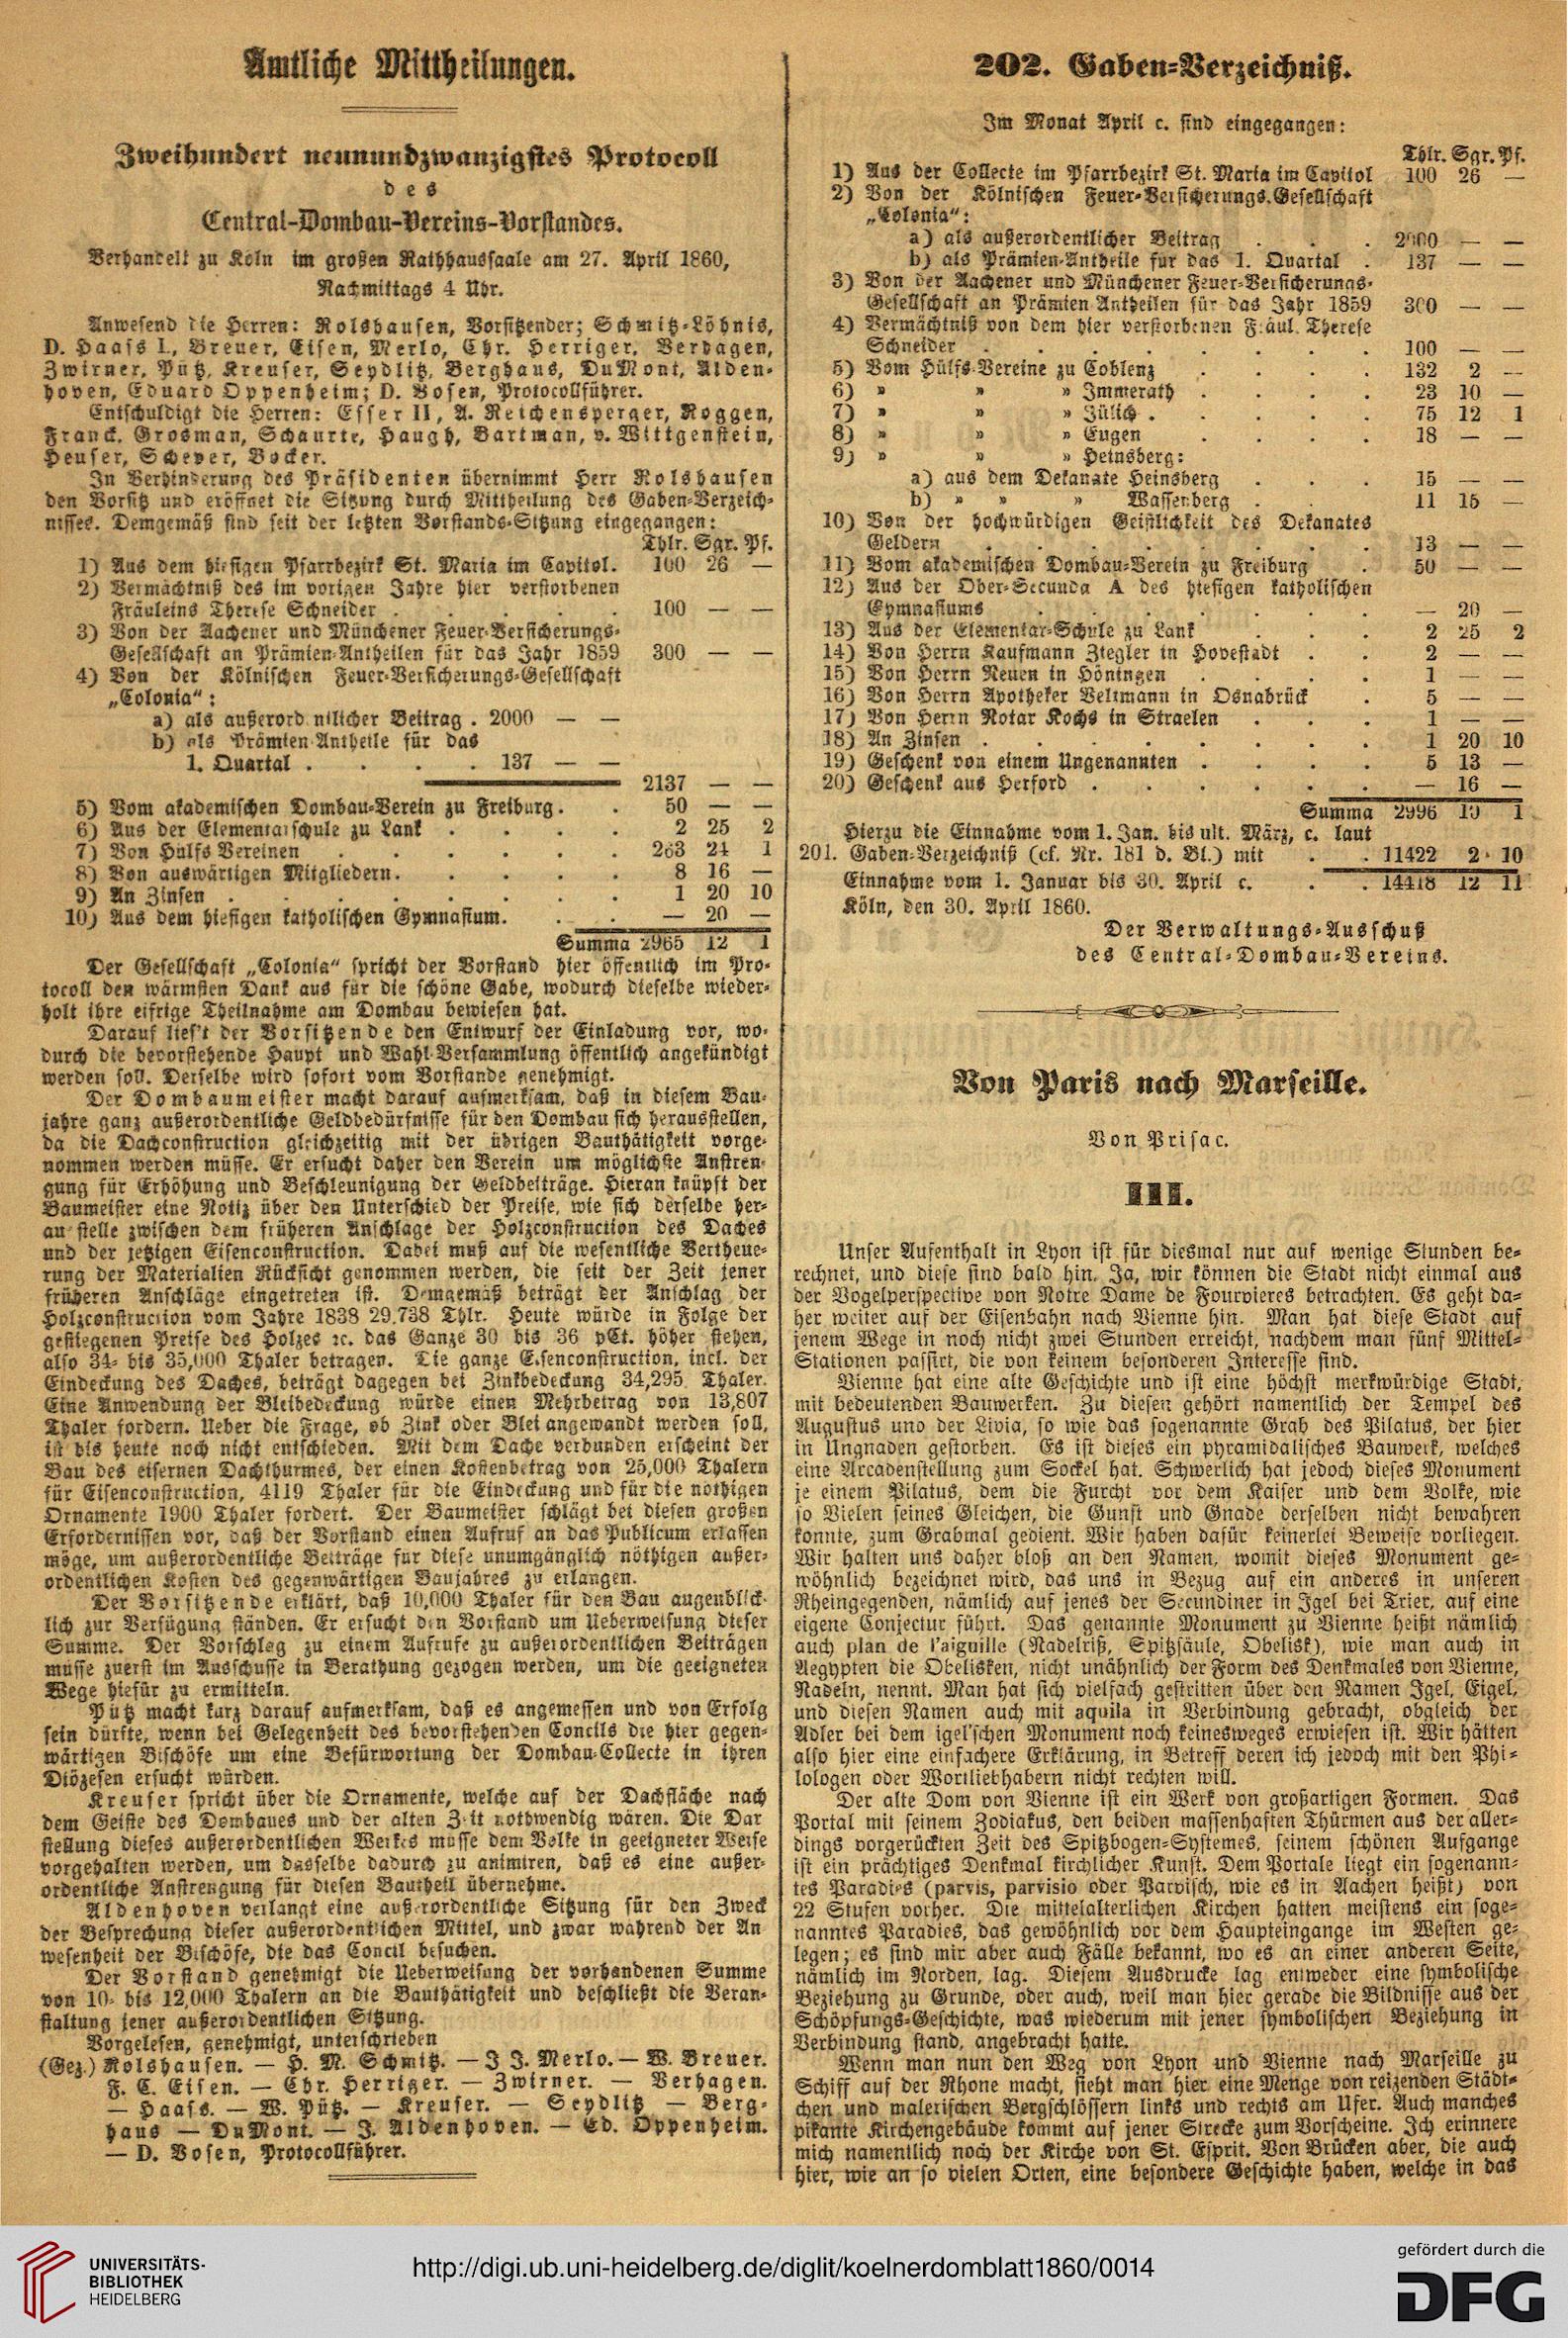 Amtliche Mittheilungen.
Zweihundert neunundzwanzigstes Protocoll
des
Central-Dombau-Vereins-Vorstandes.
Verhandelt zu Köln im großen Rathhaussaale am 27. April 1860,
Nachmittags 4 Uhr.
Anwesend die Herren: Rolshausen, Vorsitzender; Schmitz-Löhnis,
D. Haass I., Breuer, Eisen, Merlo, Chr. Herriger, Verhagen,
Zwirner, Pütz, Kreuser, Seydlitz, Berghaus, DuMont, Alden-
hoven, Eduard Oppenheim; D. Bosen, Protocollführer.
Entschuldigt die Herren: Esser II, A. Reichensperger, Roggen,
Franck, Grosman, Schaurte, Haugh, Bartman, v. Wittgenstein,
Heuser, Scheper, Böcker.
In Verhinderung des Präsidenten übernimmt Herr Rolshausen
den Vorsitz und eröffnet die Sitzung durch Mittheilung des Gaben-Verzeich-
nisses. Demgemäß sind seit der letzten Vorstands-Sitzung eingegangen:
Thlr. Sgr. Pf.
1) Aus dem hiesigen Pfarrbezirk St. Maria im Capitol. 100 26 —
2) Vermächtniß des im vorigen Jahre hier verstorbenen
Fräuleins Therese Schneider . . . . . 100 — —
3) Von der Aachener und Münchener Feuer-Versicherungs-
Gesellschaft an Prämien-Antheilen für das Jahr 1859 300 — —
4) Von der Kölnischen Feuer-Versicherungs-Gesellschaft
„Colonia“:
a) als außerordentlicher Beitrag . 2000 — —
b) als Prämien-Antheile für das
1. Quartal . . . . 137 — —
2137 — —
5) Vom akademischen Dombau-Verein zu Freiburg. . 50 — —
6) Aus der Elementarschule zu Lank . . . . 2 25 2
7) Von Hülfs-Vereinen . . . . . . 263 24 1
8) Von auswärtigen Mitgliedern. . . . . 8 16 —
9) An Zinsen . . . . . . . . 1 20 10
10) Aus dem hiesigen katholischen Gymnasium. . . — 20 —
Summa 2965 12 1
Der Gesellschaft „Colonia“ spricht der Vorstand hier öffentlich im Pro-
tocoll den wärmsten Dank aus für die schöne Gabe, wodurch dieselbe wieder-
holt ihre eifrige Theilnahme am Dombau bewiesen hat.
Darauf lies't der Vorsitzende den Entwurf der Einladung vor, wo-
durch die bevorstehende Haupt und Wahl-Versammlung öffentlich angekündigt
werden soll. Derselbe wird sofort vom Vorstande genehmigt.
Der Dombaumeister macht darauf aufmerksam, daß in diesem Bau-
jahre ganz außerordentliche Geldbedürfnisse für den Dombau sich herausstellen,
da die Dachconstruction gleichzeitig mit der übrigen Bauthätigkeit vorge-
nommen werden müsse. Er ersucht daher den Verein um möglichste Anstren-
gung für Erhöhung und Beschleunigung der Geldbeiträge. Hieran knüpft der
Baumeister eine Notiz über den Unterschied der Preise, wie sich derselbe her-
ausstelle zwischen dem früheren Anschlage der Holzconstruction des Daches
und der jetzigen Eisenconstruction. Dabei muß auf die wesentliche Vertheue-
rung der Materialien Rücksicht genommen werden, die seit der Zeit jener
früheren Anschläge eingetreten ist. Demgemäß beträgt der Anschlag der
Holzconstruction vom Jahre 1838 29,738 Thlr. Heute würde in Folge der
gestiegenen Preise des Holzes ꝛc. das Ganze 30 bis 36 pCt. höher stehen,
also 34- bis 35,000 Thaler betragen. Die ganze Eisenconstruction, incl. der
Eindeckung des Daches, beträgt dagegen bei Zinkbedeckung 34,295 Thaler.
Eine Anwendung der Bleibedeckung würde einen Mehrbetrag von 13,807
Thaler fordern. Ueber die Frage, ob Zink oder Blei angewandt werden soll,
ist bis heute noch nicht entschieden. Mit dem Dache verbunden erscheint der
Bau des eisernen Dachthurmes, der einen Kostenbetrag von 25,000 Thalern
für Eisenconstruction, 4119 Thaler für die Eindeckung und für die nöthigen
Ornamente 1900 Thaler fordert. Der Baumeister schlägt bei diesen großen
Erfordernissen vor, daß der Vorstand einen Aufruf an das Publicum erlassen
möge, um außerordentliche Beiträge für diese unumgänglich nöthigen außer-
ordentlichen Kosten des gegenwärtigen Baujahres zu erlangen.
Der Vorsitzende erklärt, daß 10,000 Thaler für den Bau augenblick-
lich zur Verfügung ständen. Er ersucht den Vorstand um Ueberweisung dieser
Summe. Der Vorschlag zu einem Aufrufe zu außerordentlichen Beiträgen
müsse zuerst im Ausschusse in Berathung gezogen werden, um die geeigneten
Wege hiefür zu ermitteln.
Pütz macht kurz darauf aufmerksam, daß es angemessen und von Erfolg
sein dürfte, wenn bei Gelegenheit des bevorstehenden Concils die hier gegen-
wärtigen Bischöfe um eine Befürwortung der Dombau-Collecte in ihren
Diözesen ersucht würden.
Kreuser spricht über die Ornamente, welche auf der Dachfläche nach
dem Geiste des Dombaues und der alten Zeit nothwendig wären. Die Dar
stellung dieses außerordentlichen Werkes müsse dem Volke in geeigneter Weise
vorgehalten werden, um dasselbe dadurch zu animiren, daß es eine außer-
ordentliche Anstrengung für diesen Bautheil übernehme.
Aldenhoven verlangt eine außerordentliche Sitzung für den Zweck
der Besprechung dieser außerordentlichen Mittel, und zwar während der An
wesenheit der Bischöfe, die das Concil besuchen.
Der Vorstand genehmigt die Ueberweisung der vorhandenen Summe
von 10- bis 12,000 Thalern an die Bauthätigkeit und beschließt die Veran-
staltung jener außerordentlichen Sitzung.
Vorgelesen, genehmigt, unterschrieben
(Gez.) Rolshausen. — H. M. Schmitz. — J J. Merlo. — W. Breuer.
F. C. Eisen. — Chr. Herriger. — Zwirner. — Verhagen.
— Haass. — W. Pütz. — Kreuser. — Seydlitz — Berg-
haus — DuMont. — J. Aldenhoven. — Ed. Oppenheim.
— D. Bosen, Protocollführer.
202. Gaben-Verzeichniß.
Im Monat April c. sind eingegangen:
Thlr. Sgr. Pf.
1) Aus der Collecte im Pfarrbezirk St. Maria im Capitol 100 26 —
2) Von der Kölnischen Feuer-Versicherungs-Gesellschaft
„Colonia“:
a) als außerordentlicher Beitrag . . . 2000 — —
b) als Prämien-Antheile für das 1. Quartal . 137 — —
3) Von der Aachener und Münchener Feuer-Versicherungs-
Gesellschaft an Prämien-Antheilen für das Jahr 1859 300 — —
4) Vermächtniß von dem hier verstorbenen Fräul. Therese
Schneider . . . . . . . . 100 — —
5) Vom Hülfs-Vereine zu Coblenz . . . . 132 2 —
6) » » » Immerath . . . . 23 10 —
7) » » » Jülich . . . . . 75 12 1
8) » » » Eugen . . . . 18 — —
9) » » » Heinsberg:
a) aus dem Dekanate Heinsberg . . . 15 — —
b) » » » Wassenberg . . . 11 15 —
10) Von der hochwürdigen Geistlichkeit des Dekanates
Geldern . . . . . . . . 13 — —
11) Vom akademischen Dombau-Verein zu Freiburg . 50 — —
12) Aus der Ober-Secunda A des hiesigen katholischen
Gymnasiums . . . . . . . — 20 —
13) Aus der Elementar-Schule zu Lank . . . 2 25 2
14) Von Herrn Kaufmann Ziegler in Hovestadt . . 2 — —
15) Von Herrn Neuen in Höningen . . . . 1 — —
16) Von Herrn Apotheker Veltmann in Osnabrück . 5 — —
17) Von Herrn Notar Kochs in Straelen . . . 1 — —
18) An Zinsen . . . . . . . . 1 20 10
19) Geschenk von einem Ungenannten . . . . 5 13 —
20) Geschenk aus Herford . . . . . . — 16 —
Summa 2996 10 1
Hierzu die Einnahme vom 1. Jan. bis ult. März, c. laut
201. Gaben-Verzeichniß (cf. Nr. 181 d. Bl.) mit . . 11422 2 10
Einnahme vom 1. Januar bis 30. April c. . . 14418 12 11
Köln, den 30. April 1860.
Der Verwaltungs-Ausschuß
des Central-Dombau-Vereins.
Von Paris nach Marseille.
Von Prisac.
III.
Unser Aufenthalt in Lyon ist für diesmal nur auf wenige Stunden be-
rechnet, und diese sind bald hin. Ja, wir können die Stadt nicht einmal aus
der Vogelperspective von Notre Dame de Fourvieres betrachten. Es geht da-
her weiter auf der Eisenbahn nach Vienne hin. Man hat diese Stadt auf
jenem Wege in noch nicht zwei Stunden erreicht, nachdem man fünf Mittel-
Stationen passirt, die von keinem besonderen Interesse sind.
Vienne hat eine alte Geschichte und ist eine höchst merkwürdige Stadt,
mit bedeutenden Bauwerken. Zu diesen gehört namentlich der Tempel des
Augustus und der Livia, so wie das sogenannte Grab des Pilatus, der hier
in Ungnaden gestorben. Es ist dieses ein pyramidalisches Bauwerk, welches
eine Arcadenstellung zum Sockel hat. Schwerlich hat jedoch dieses Monument
je einem Pilatus, dem die Furcht vor dem Kaiser und dem Volke, wie
so Vielen seines Gleichen, die Gunst und Gnade derselben nicht bewahren
konnte, zum Grabmal gedient. Wir haben dafür keinerlei Beweise vorliegen.
Wir halten uns daher bloß an den Namen, womit dieses Monument ge-
wöhnlich bezeichnet wird, das uns in Bezug auf ein anderes in unseren
Rheingegenden, nämlich auf jenes der Secundiner in Igel bei Trier, auf eine
eigene Conjectur führt. Das genannte Monument zu Vienne heißt nämlich
auch plan de l'aiguille (Nadelriß, Spitzsäule, Obelisk), wie man auch in
Aegypten die Obelisken, nicht unähnlich der Form des Denkmales von Vienne,
Nadeln, nennt. Man hat sich vielfach gestritten über den Namen Igel, Eigel,
und diesen Namen auch mit aquila in Verbindung gebracht, obgleich der
Adler bei dem igel'schen Monument noch keinesweges erwiesen ist. Wir hätten
also hier eine einfachere Erklärung, in Betreff deren ich jedoch mit den Phi-
lologen oder Wortliebhabern nicht rechten will.
Der alte Dom von Vienne ist ein Werk von großartigen Formen. Das
Portal mit seinem Zodiakus, den beiden massenhaften Thürmen aus der aller-
dings vorgerückten Zeit des Spitzbogen-Systemes, seinem schönen Aufgange
ist ein prächtiges Denkmal kirchlicher Kunst. Dem Portale liegt ein sogenann-
tes Paradies (parvis, parvisio oder Parvisch, wie es in Aachen heißt) von
22 Stufen vorher. Die mittelalterlichen Kirchen hatten meistens ein soge-
nanntes Paradies, das gewöhnlich vor dem Haupteingange im Westen ge-
legen; es sind mir aber auch Fälle bekannt, wo es an einer anderen Seite,
nämlich im Norden, lag. Diesem Ausdrucke lag entweder eine symbolische
Beziehung zu Grunde, oder auch, weil man hier gerade die Bildnisse aus der
Schöpfungs-Geschichte, was wiederum mit jener symbolischen Beziehung in
Verbindung stand, angebracht hatte.
Wenn man nun den Weg von Lyon und Vienne nach Marseille zu
Schiff auf der Rhone macht, sieht man hier eine Menge von reizenden Städt-
chen und malerischen Bergschlössern links und rechts am Ufer. Auch manches
pikante Kirchengebäude kommt auf jener Strecke zum Vorscheine. Ich erinnere
mich namentlich noch der Kirche von St. Esprit. Von Brücken aber, die auch
hier, wie an so vielen Orten, eine besondere Geschichte haben, welche in das
UNIVERSITÄTS-
BIBLIOTHEK
HEIDELBERG
http://digi.ub.uni-heidelberg.de/diglit/koelnerdomblatt1860/0014
gefördert durch die
DFG